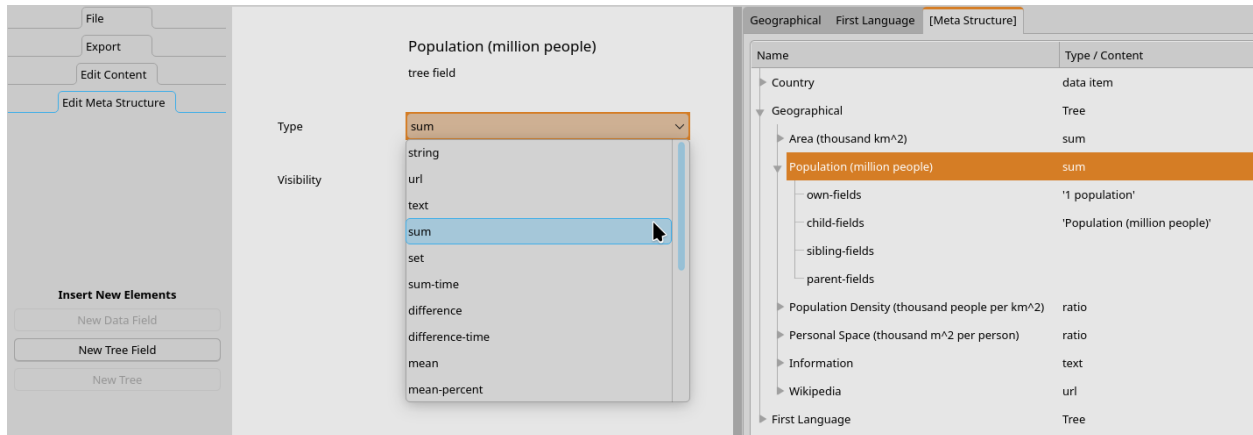 File
Export
Edit Content
Edit Meta Structure
Insert New Elements
New Data Field
New Tree Field
New Tree
Population (million people)
tree field
Type
sum
string
url
text
sum
set
sum-time
difference
difference-time
mean
mean-percent
Visibility
Geographical First Language [Meta Structure]
Name Type / Content
Country data item
Geographical Tree
Area (thousand km^2) sum
Population (million people) sum
own-fields '1 population'
child-fields 'Population (million people)'
sibling-fields
parent-fields
Population Density (thousand people per km^2) ratio
Personal Space (thousand m^2 per person) ratio
Information text
Wikipedia url
First Language Tree